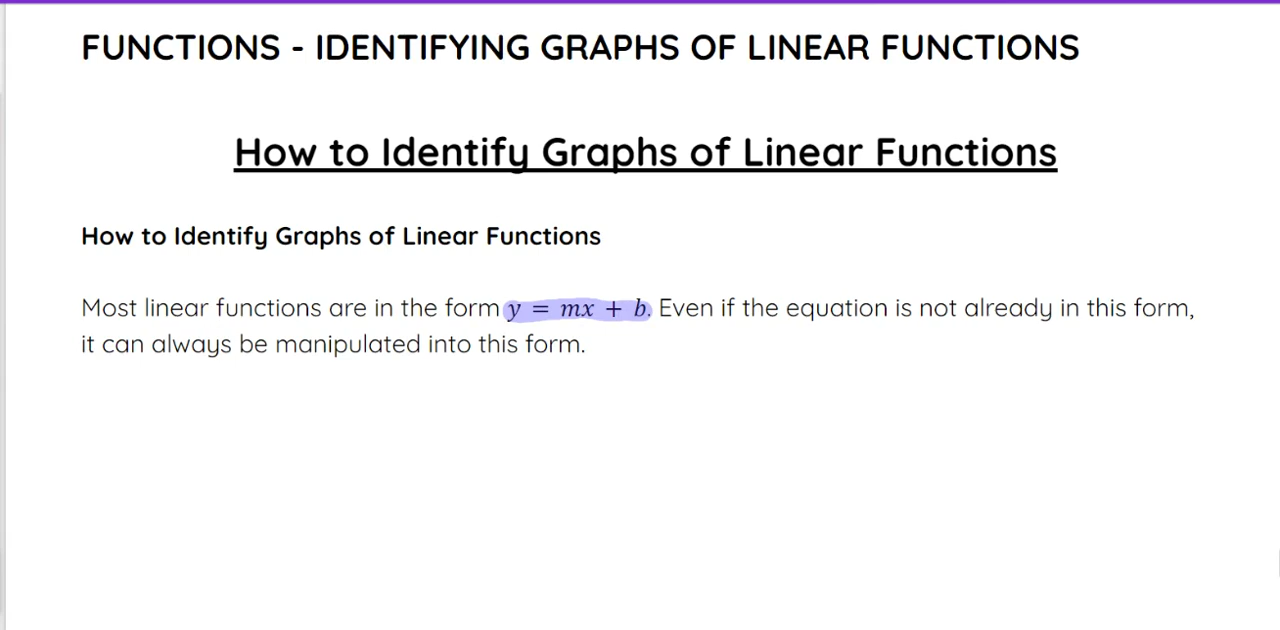 FUNCTIONS - IDENTIFYING GRAPHS OF LINEAR FUNCTIONS
How to Identify Graphs of Linear Functions
How to Identify Graphs of Linear Functions
Most linear functions are in the form y = mx + b. Even if the equation is not already in this form,
it can always be manipulated into this form.